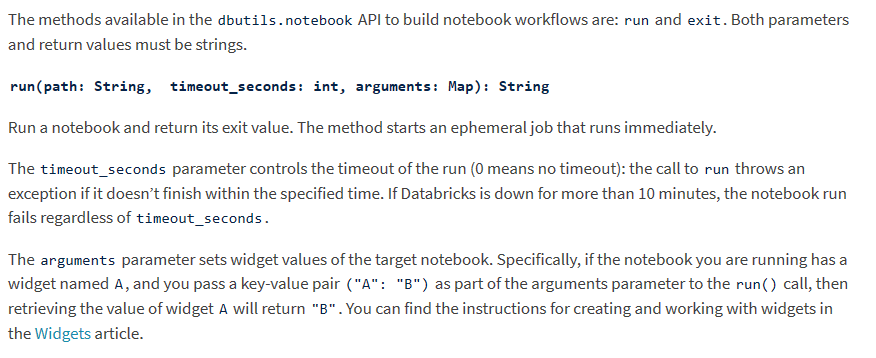 The methods available in the dbutils.notebook API to build notebook workflows are: run and exit. Both parameters
and return values must be strings.
run(path: String,  timeout_seconds: int, arguments: Map): String
Run a notebook and return its exit value. The method starts an ephemeral job that runs immediately.
The timeout_seconds parameter controls the timeout of the run (0 means no timeout): the call to run throws an
exception if it doesn’t finish within the specified time. If Databricks is down for more than 10 minutes, the notebook run
fails regardless of timeout_seconds.
The arguments parameter sets widget values of the target notebook. Specifically, if the notebook you are running has a
widget named A, and you pass a key-value pair ("A": "B") as part of the arguments parameter to the run() call, then
retrieving the value of widget A will return "B". You can find the instructions for creating and working with widgets in
the Widgets article.